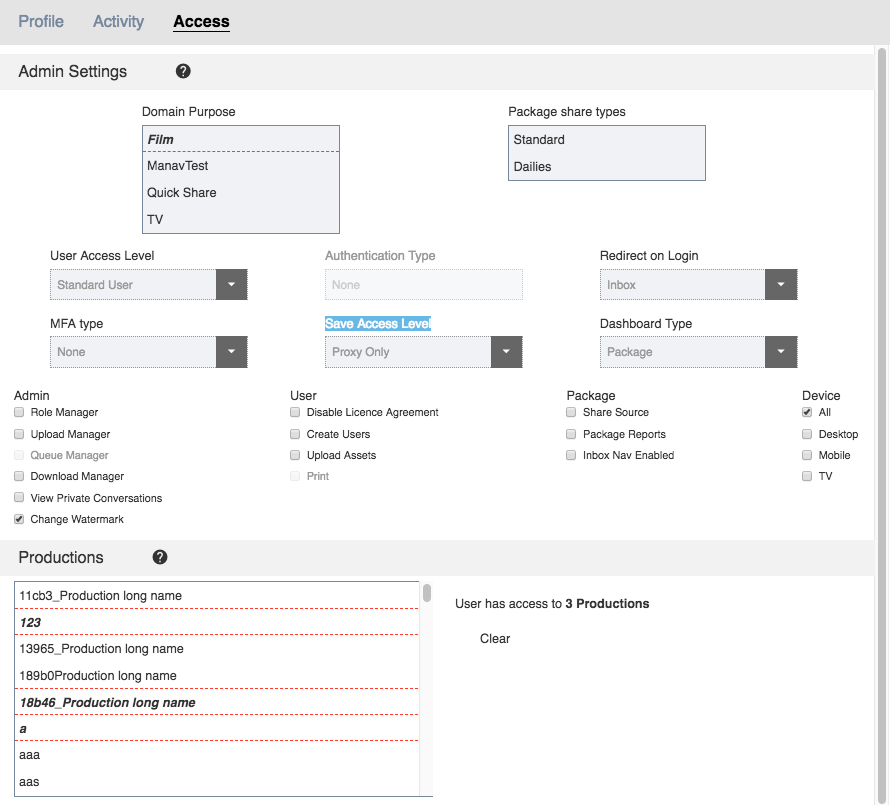 Profile Activity Access
Admin Settings ?
Domain Purpose Package share types
Film Standard
ManavTest Dailies
Quick Share
TV
User Access Level Authentication Type Redirect on Login
Standard User None Inbox
MFA type Save Access Level Dashboard Type
None Proxy Only Package
Admin User Package Device
Role Manager Disable Licence Agreement Share Source All
Upload Manager Create Users Package Reports Desktop
Queue Manager Upload Assets Inbox Nav Enabled Mobile
Download Manager Print TV
View Private Conversations
Change Watermark
Productions ?
11cb3_Production long name
User has access to 3 Productions
123
Clear
13965_Production long name
189b0Production long name
18b46_Production long name
a
aaa
aas